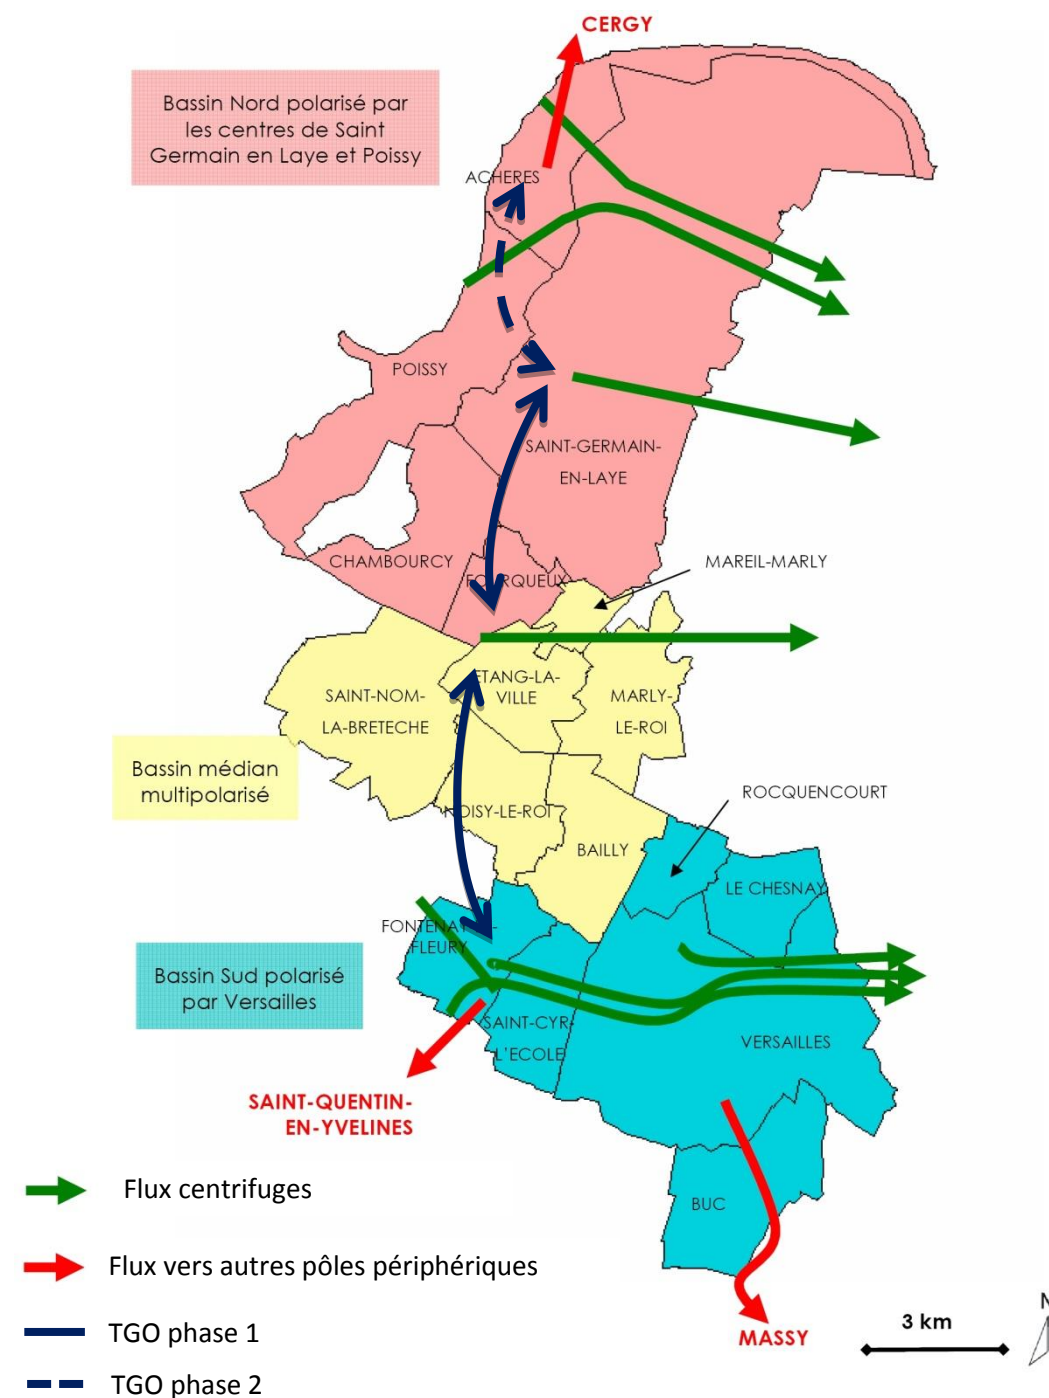 CERGY
Bassin Nord polarisé par
les centres de Saint
Germain en Laye et Poissy
ACHERES
POISSY
SAINT-GERMAIN-
EN-LAYE
CHAMBOURCY
FOURQUEUX
MAREIL-MARLY
SAINT-NOM-
LA-BRETECHE
ETANG-LA-
VILLE
MARLY-
LE-ROI
Bassin médian
multipolarisé
NOISY-LE-ROI
BAILLY
ROCQUENCOURT
LE CHESNAY
FONTENAY-
FLEURY
Bassin Sud polarisé
par Versailles
SAINT-CYR-
L'ECOLE
VERSAILLES
SAINT-QUENTIN-
EN-YVELINES
BUC
MASSY
Flux centrifuges
Flux vers autres pôles périphériques
TGO phase 1
TGO phase 2
3 km
N